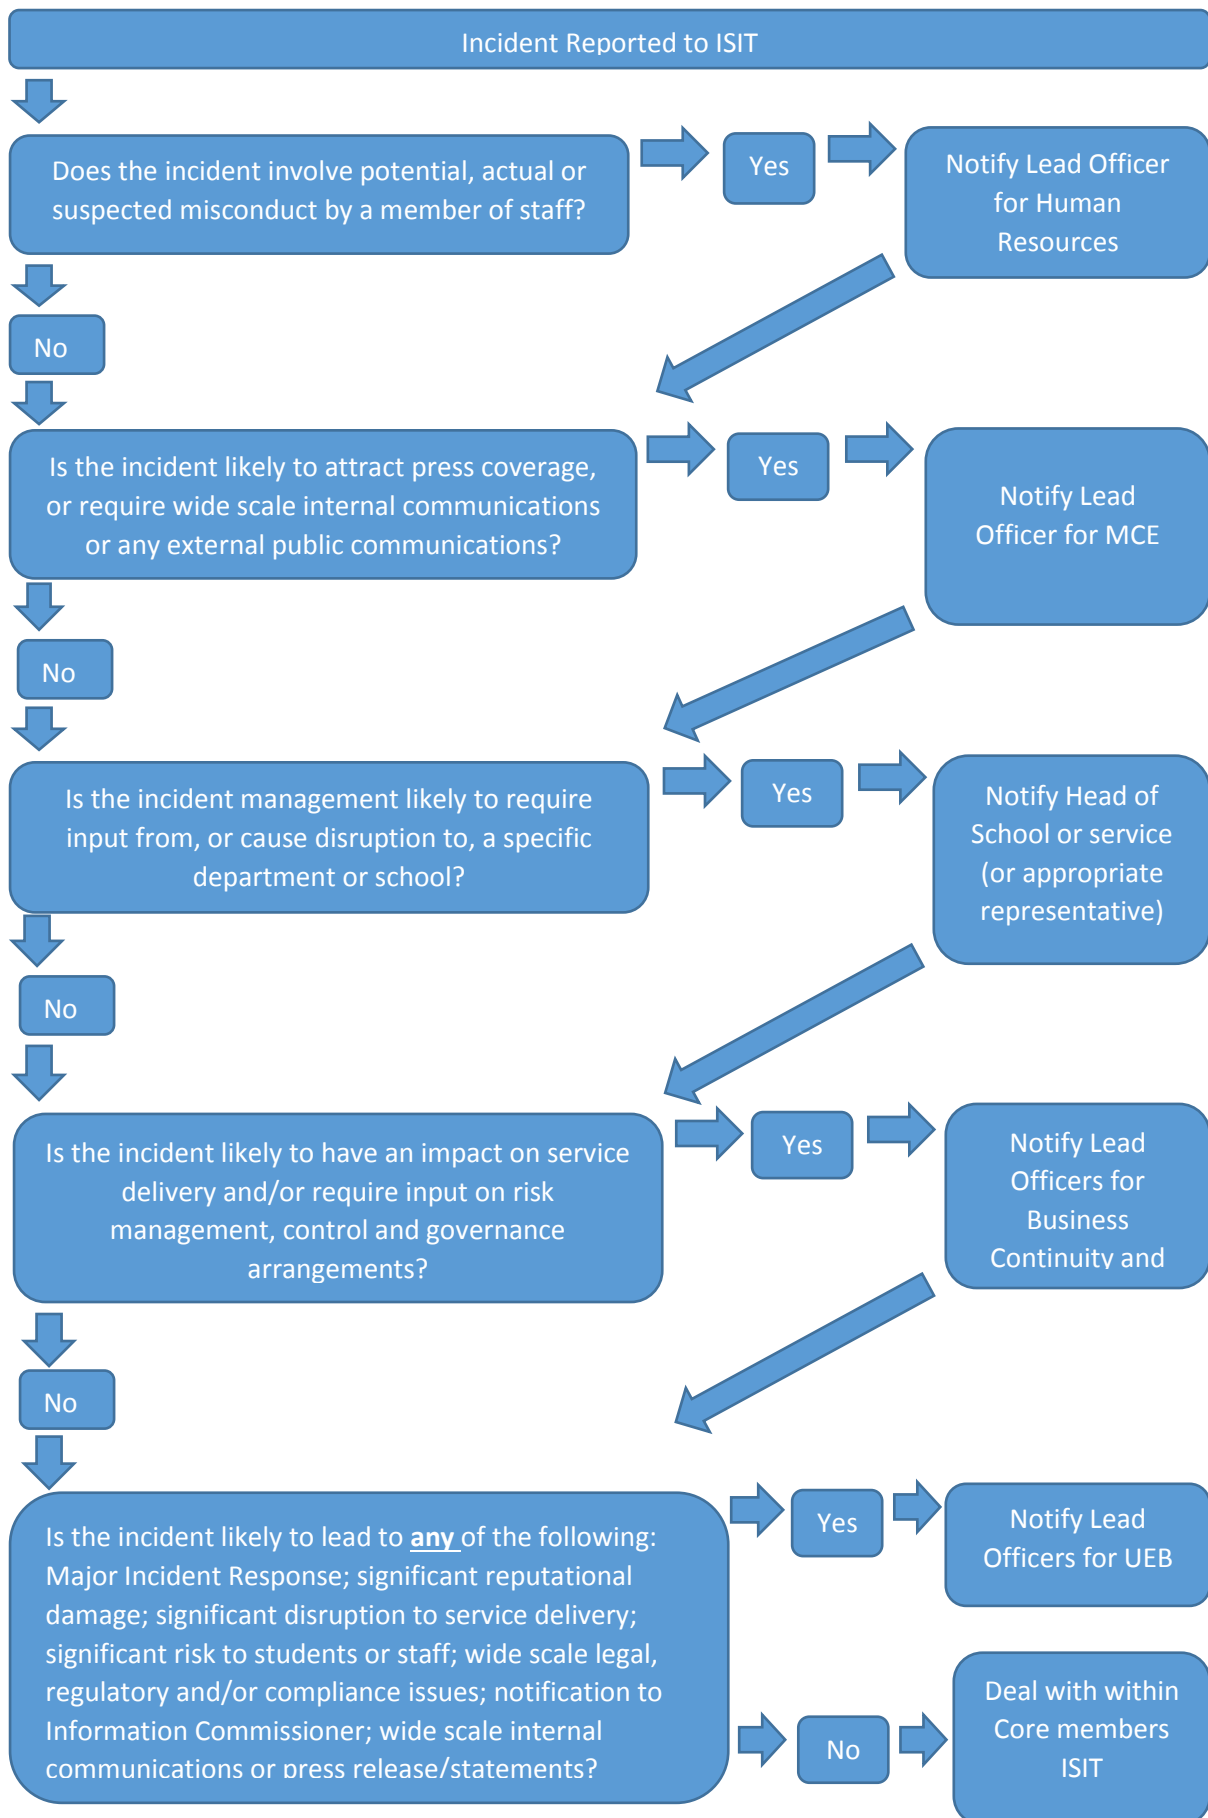 Incident Reported to ISIT
Does the incident involve potential, actual or
suspected misconduct by a member of staff?
Yes
Notify Lead Officer
for Human
Resources
No
Is the incident likely to attract press coverage,
or require wide scale internal communications
or any external public communications?
Yes
Notify Lead
Officer for MCE
No
Is the incident management likely to require
input from, or cause disruption to, a specific
department or school?
Yes
Notify Head of
School or service
(or appropriate
representative)
No
Is the incident likely to have an impact on service
delivery and/or require input on risk
management, control and governance
arrangements?
Yes
Notify Lead
Officers for
Business
Continuity and
No
Is the incident likely to lead to any of the following:
Major Incident Response; significant reputational
damage; significant disruption to service delivery;
significant risk to students or staff; wide scale legal,
regulatory and/or compliance issues; notification to
Information Commissioner; wide scale internal
communications or press release/statements?
Yes
Notify Lead
Officers for UEB
No
Deal with within
Core members
ISIT